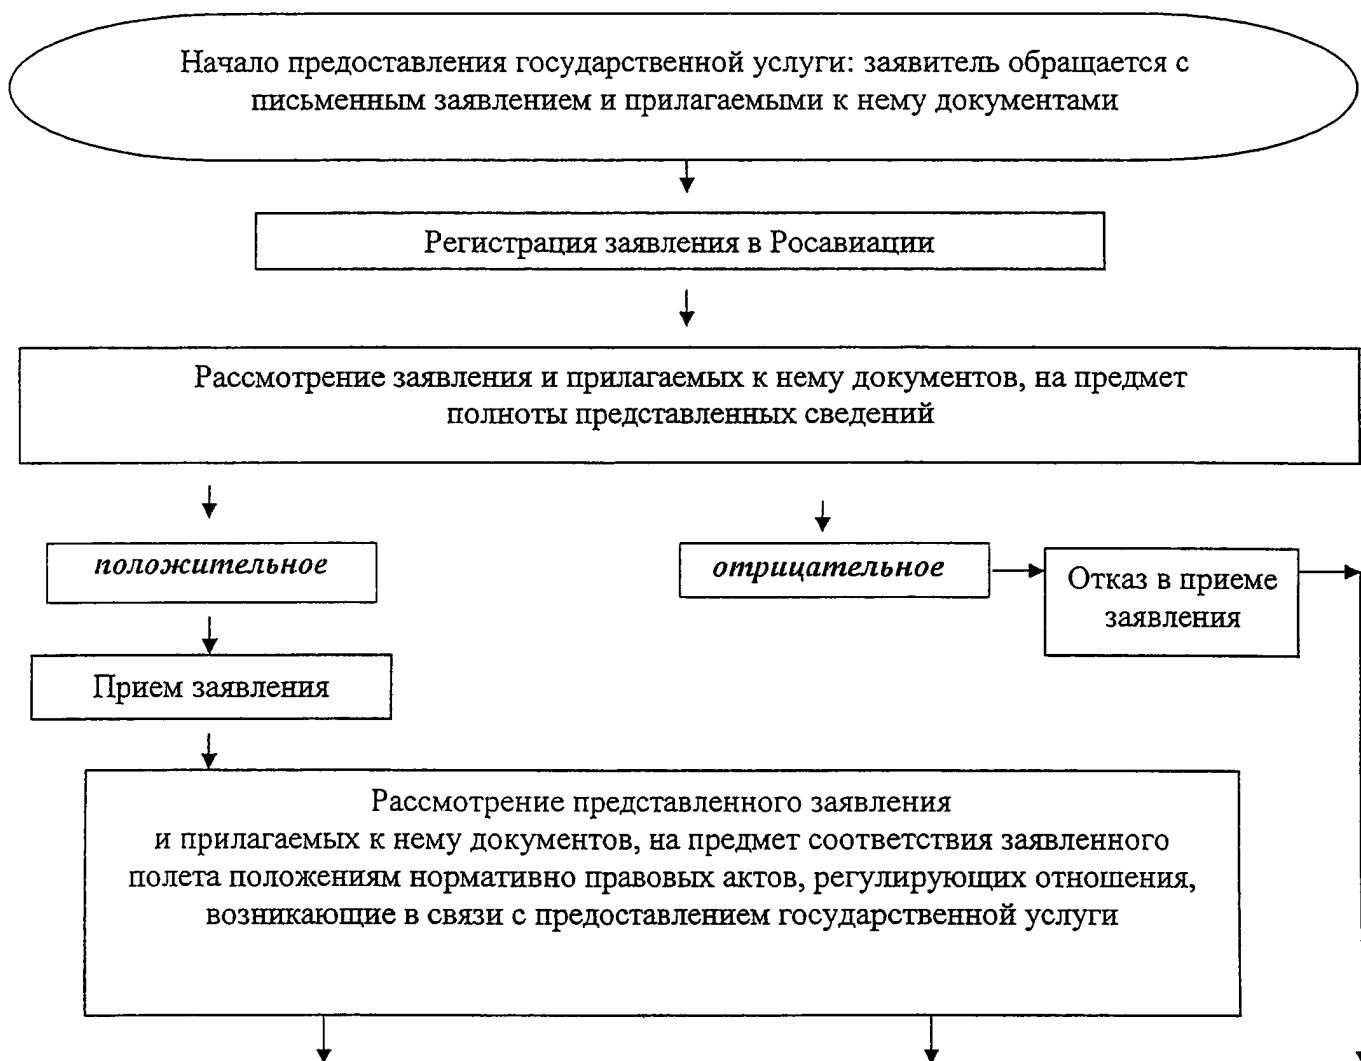 Начало предоставления государственной услуги: заявитель обращается с
письменным заявлением и прилагаемыми к нему документами
Регистрация заявления в Росавиации
Рассмотрение заявления и прилагаемых к нему документов, на предмет
полноты представленных сведений
положительное
отрицательное
Отказ в приеме
заявления
Прием заявления
Рассмотрение представленного заявления
и прилагаемых к нему документов, на предмет соответствия заявленного
полета положениям нормативно правовых актов, регулирующих отношения,
возникающие в связи с предоставлением государственной услуги